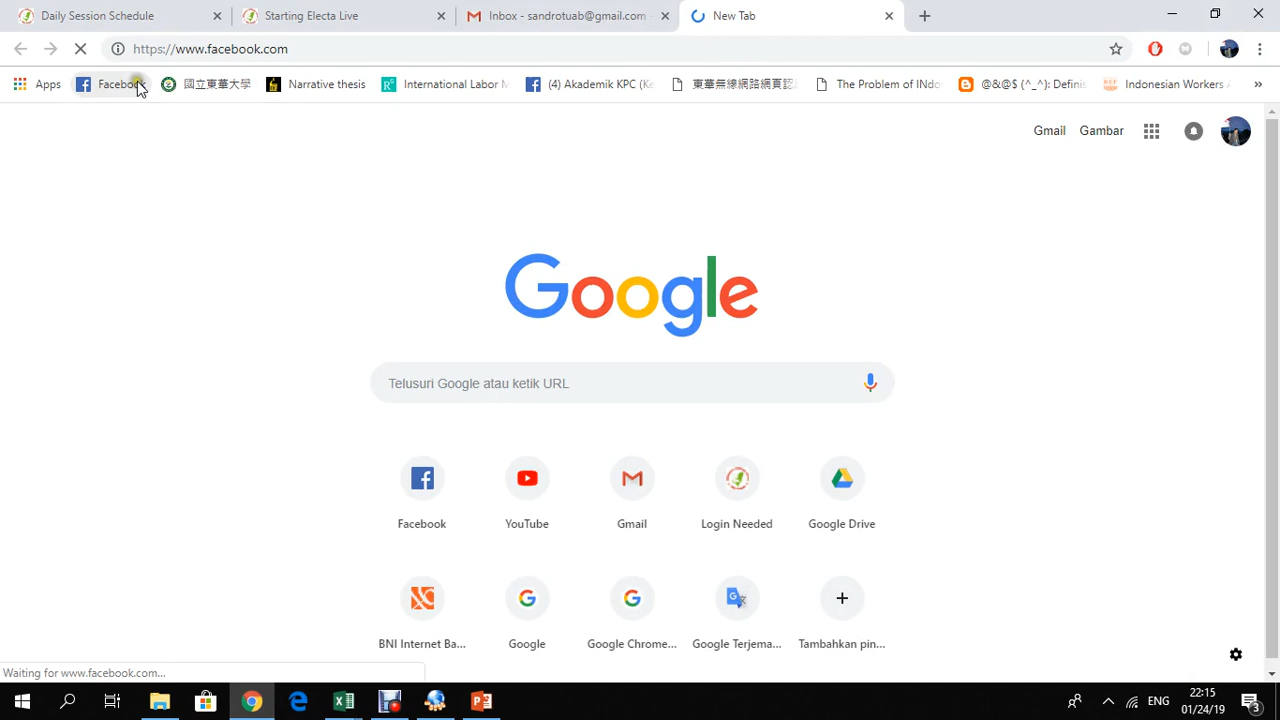 Daily Session Schedule
Starting Electa Live
Inbox - sandrotuab@gmail.com -
New Tab
https://www.facebook.com
Apps
Facebook
國立東華大學
Narrative thesis
International Labor M
(4) Akademik KPC (Ke
東華無線網路網頁認
The Problem of INdo
@&@$ (^_^): Definis
Indonesian Workers A
»
Gmail
Gambar
Google
Telusuri Google atau ketik URL
Facebook
YouTube
Gmail
Login Needed
Google Drive
BNI Internet Ba...
Google
Google Chrome...
Google Terjema...
Tambahkan pin...
Waiting for www.facebook.com...
ENG
22:15
01/24/19
3